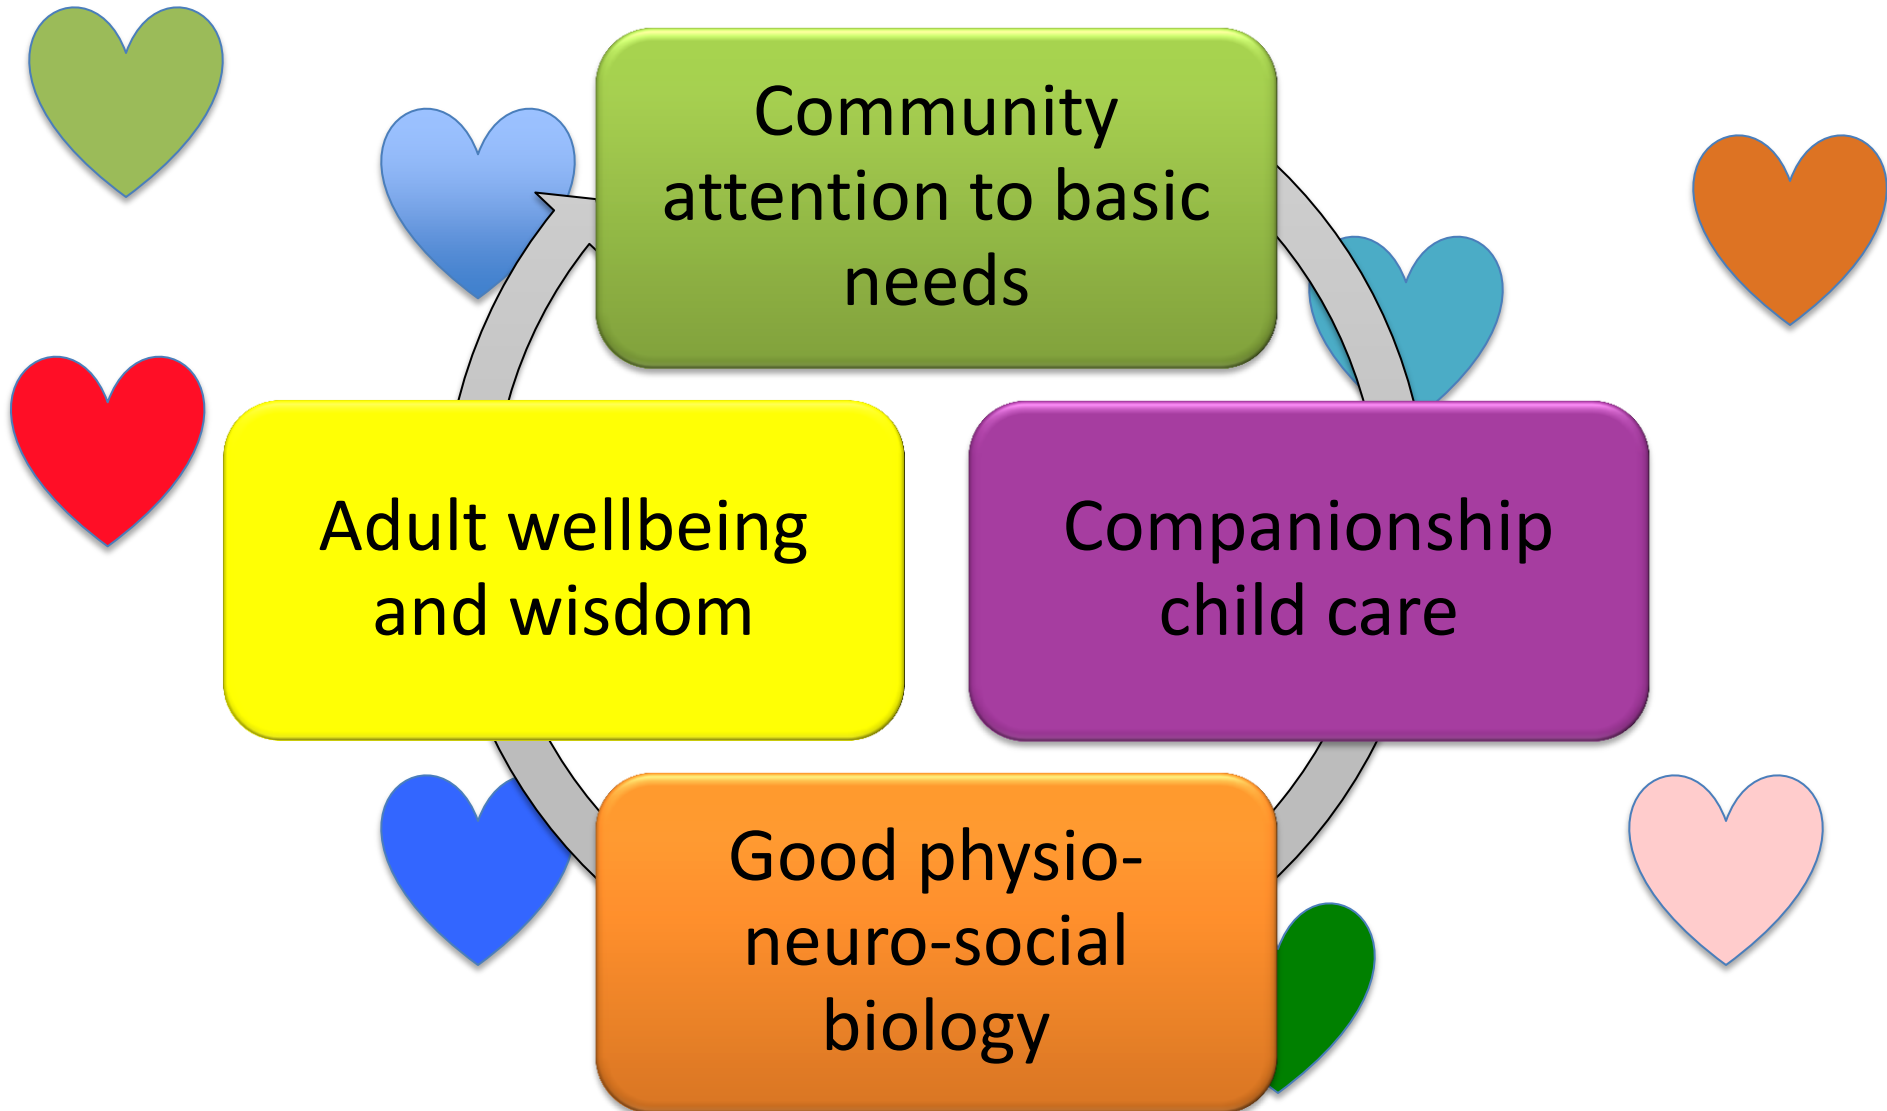 Community
attention to basic
needs
Adult wellbeing
and wisdom
Companionship
child care
Good physio-
neuro-social
biology